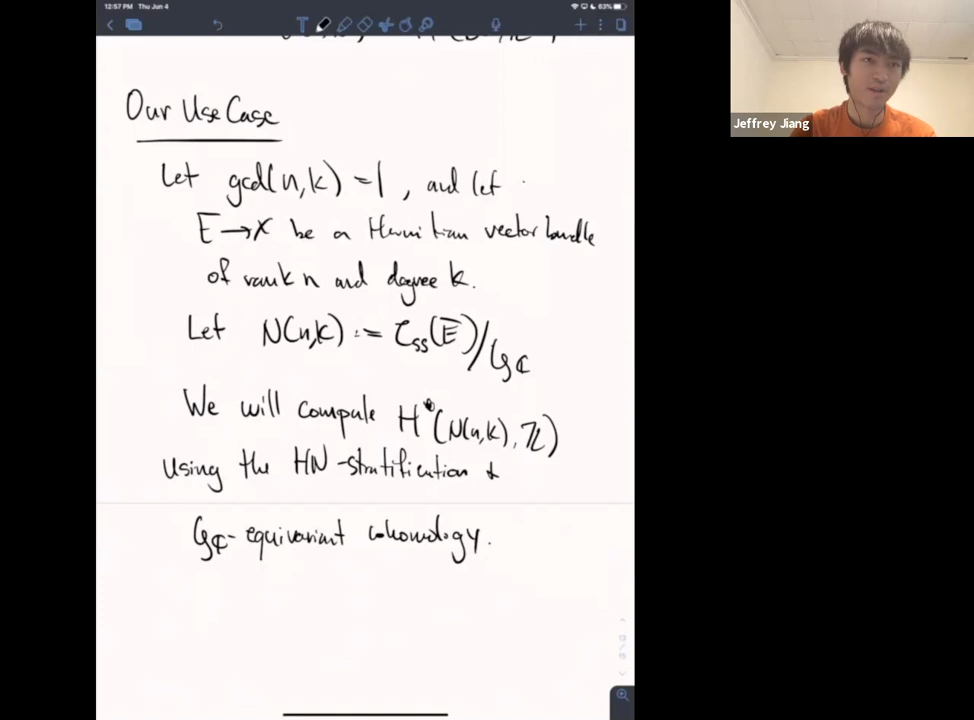 12:57 PM Thu Jun 4
63%
Our Use Case
Let gcd(n,k) = 1, and let
E → X be a Hermitian vector bundle
of rank n and degree k.
Let N(n,k) := C_ss(E)/G_ℂ
We will compute H^•(N(n,k), ℤ)
using the HN-stratification &
G_ℂ-equivariant cohomology.
Jeffrey Jiang